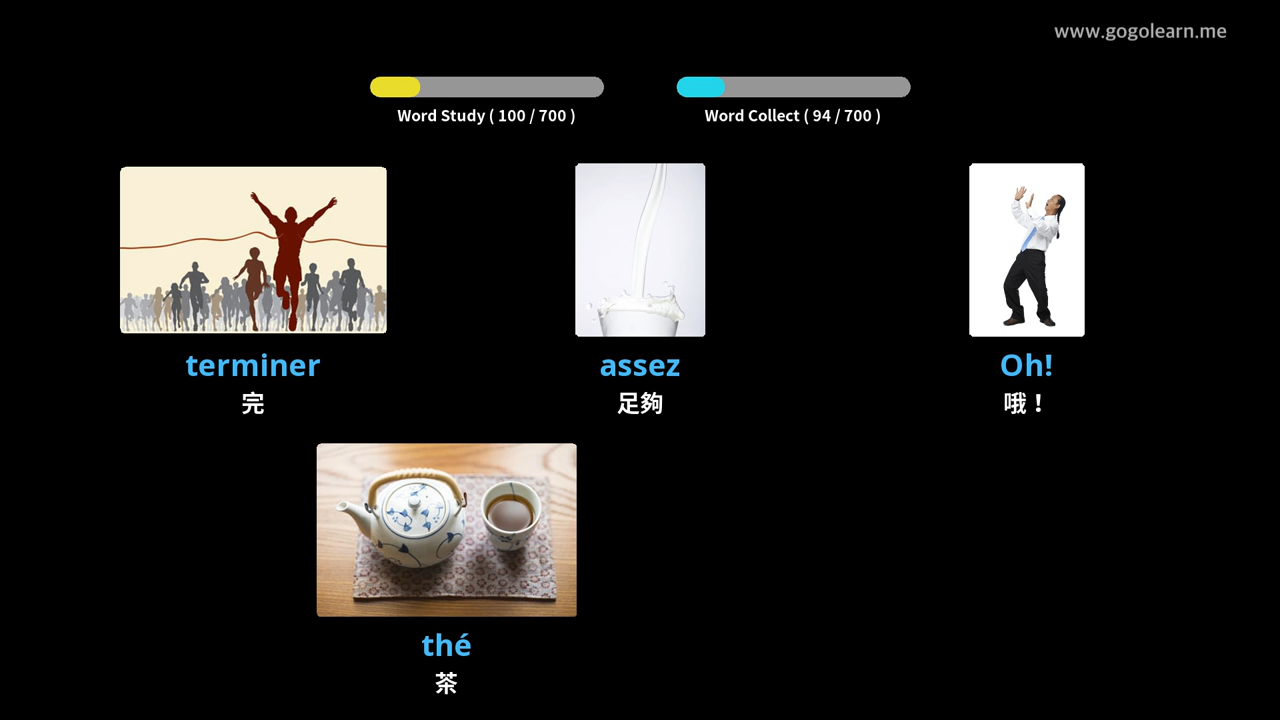 www.gogolearn.me
Word Study ( 100 / 700 )
Word Collect ( 94 / 700 )
terminer
完
assez
足夠
Oh!
哦！
thé
茶